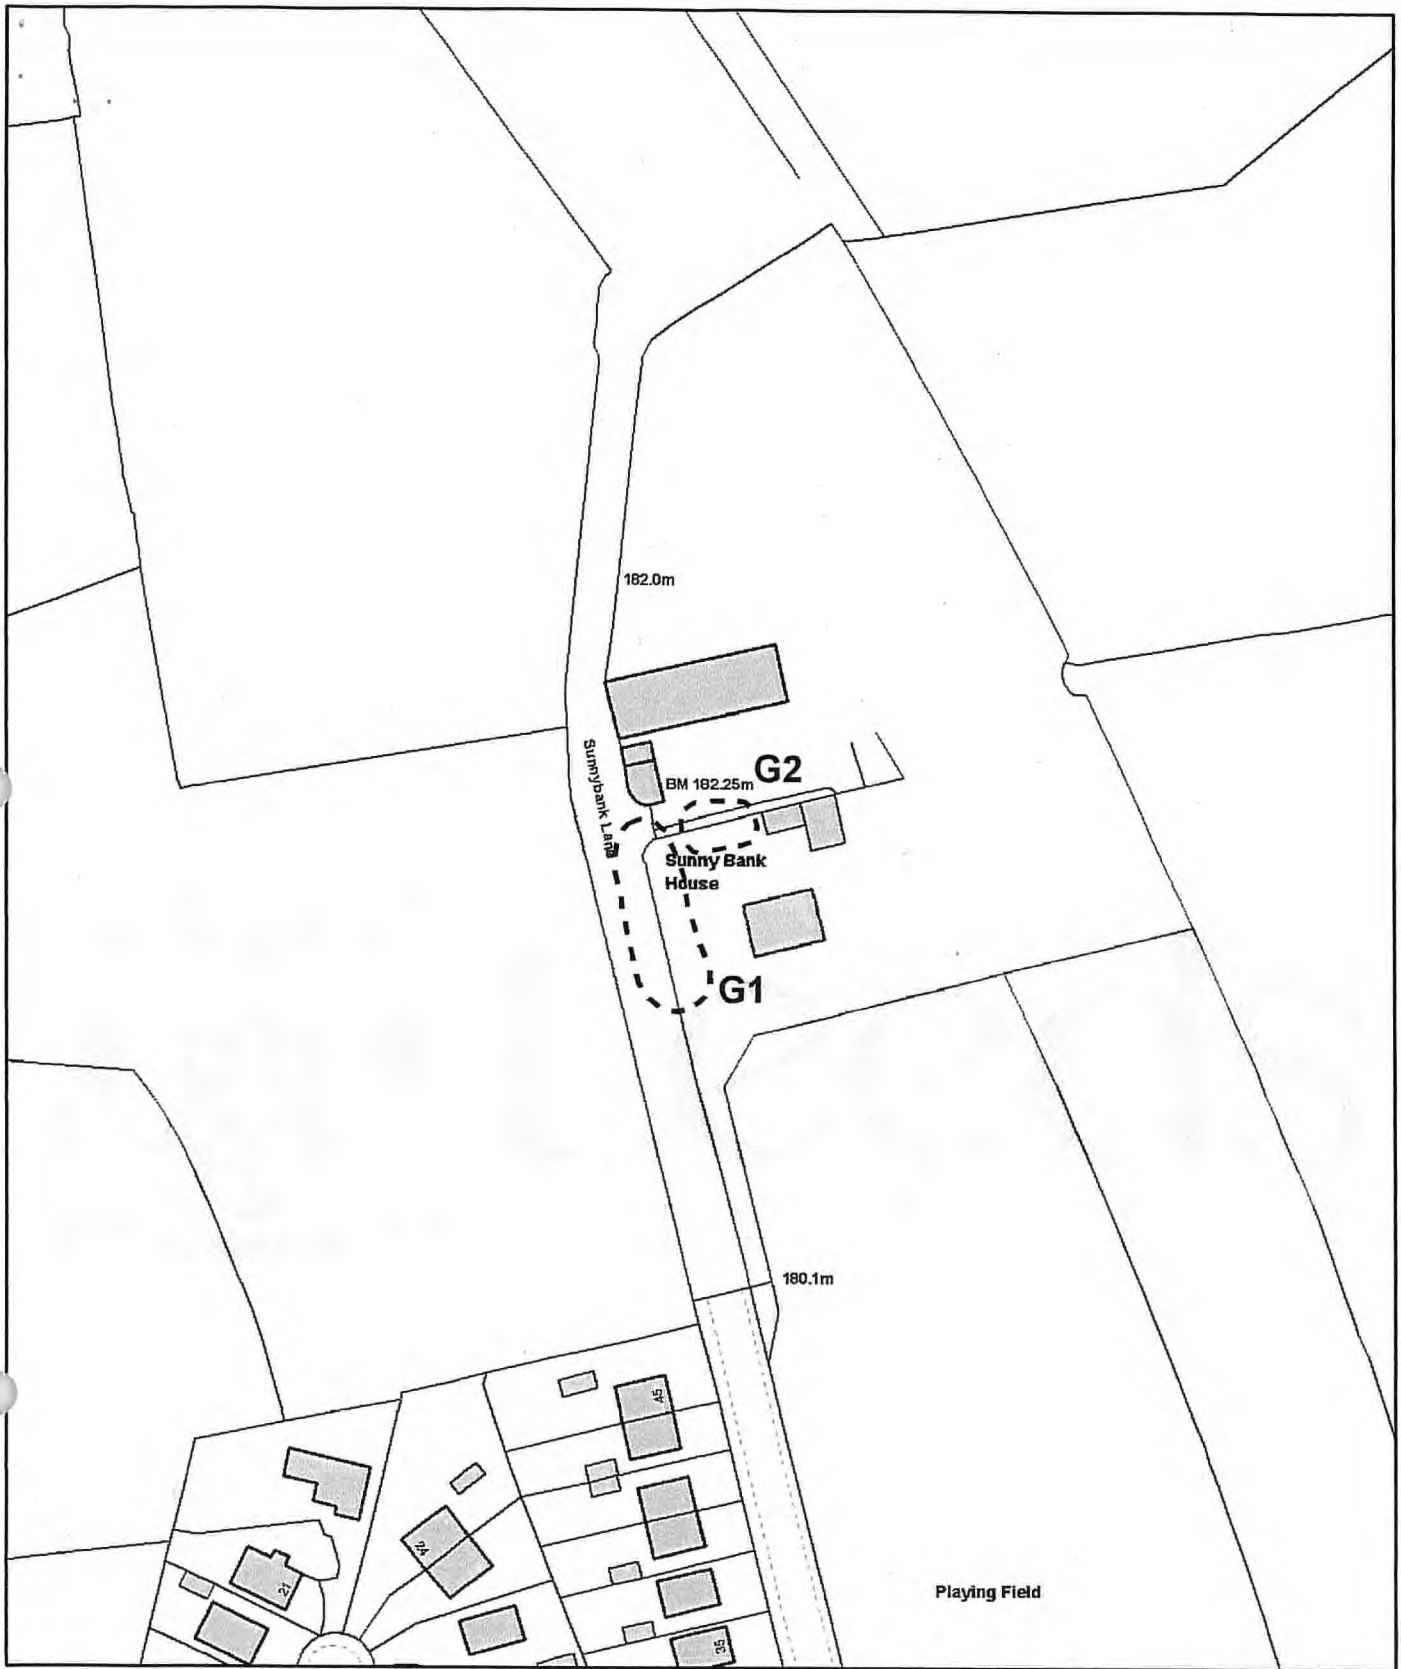 182.0m
Sunnybank Lane
BM 182.25m
G2
Sunny Bank
House
G1
180.1m
45
24
21
35
Playing Field